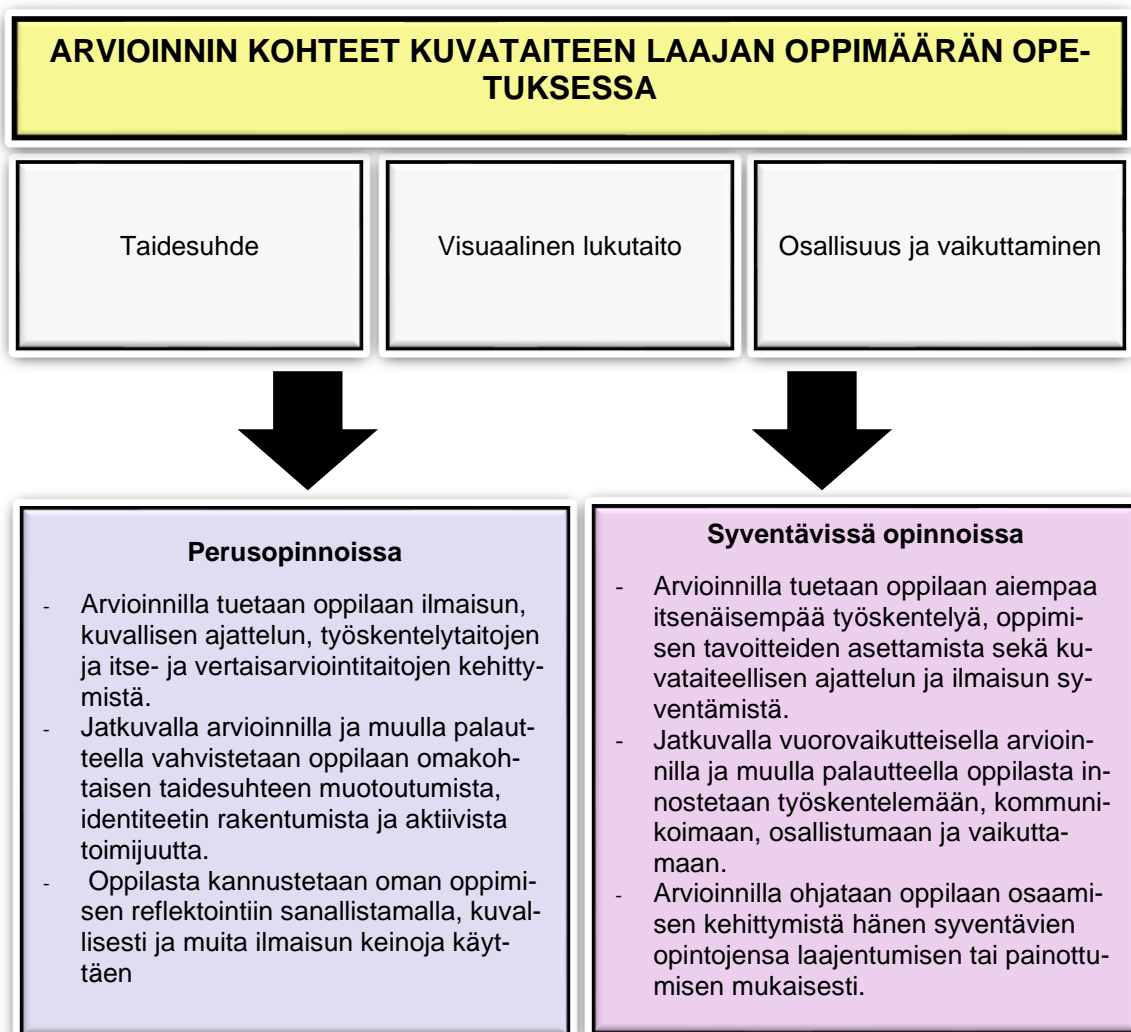 ARVIOINNIN KOHTEET KUVATAITEEN LAAJAN OPPIMÄÄRÄN OPE-
TUKSESSA
Taidesuhde
Visuaalinen lukutaito
Osallisuus ja vaikuttaminen
Perusopinnoissa
- Arvioinnilla tuetaan oppilaan ilmaisun,
kuvallisen ajattelun, työskentelytaitojen
ja itse- ja vertaisarviointitaitojen kehitty-
mistä.
- Jatkuvalla arvioinnilla ja muulla palaut-
teella vahvistetaan oppilaan omakoh-
taisen taidesuhteen muotoutumista,
identiteetin rakentumista ja aktiivista
toimijuutta.
- Oppilasta kannustetaan oman oppimi-
sen reflektointiin sanallistamalla, kuval-
lisesti ja muita ilmaisun keinoja käyt-
täen
Syventävissä opinnoissa
- Arvioinnilla tuetaan oppilaan aiempaa
itsenäisempää työskentelyä, oppimi-
sen tavoitteiden asettamista sekä ku-
vataiteellisen ajattelun ja ilmaisun sy-
ventämistä.
- Jatkuvalla vuorovaikutteisella arvioin-
nilla ja muulla palautteella oppilasta in-
nostetaan työskentelemään, kommuni-
koimaan, osallistumaan ja vaikutta-
maan.
- Arvioinnilla ohjataan oppilaan osaami-
sen kehittymistä hänen syventävien
opintojensa laajentumisen tai painottu-
misen mukaisesti.